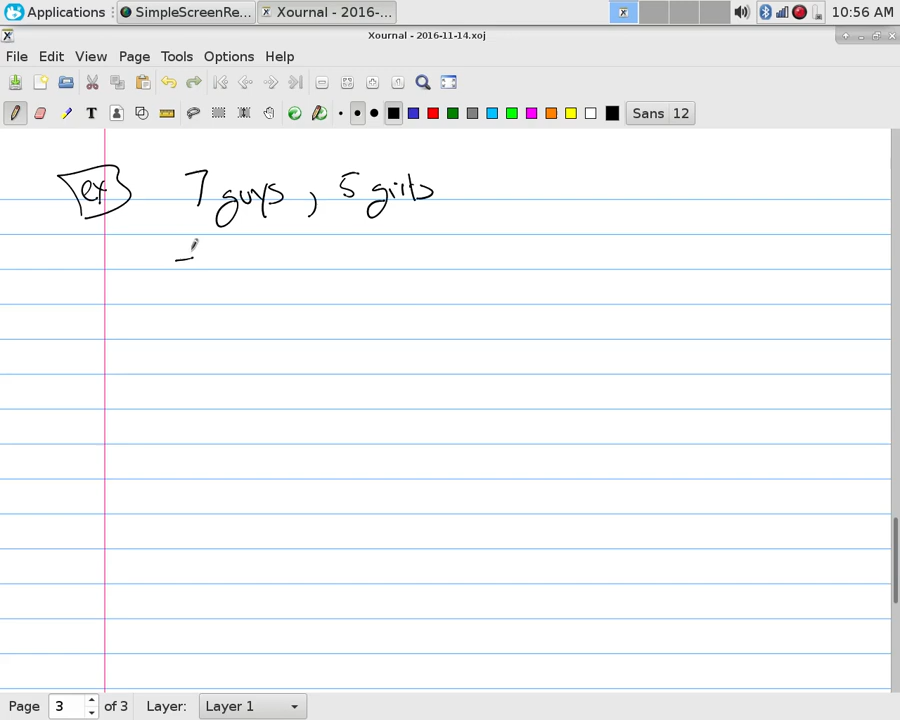 Applications SimpleScreenRe... Xournal - 2016-... 10:56 AM
Xournal - 2016-11-14.xoj
File Edit View Page Tools Options Help
T Sans 12
ex 7 guys, 5 girls
Page 3 of 3 Layer: Layer 1